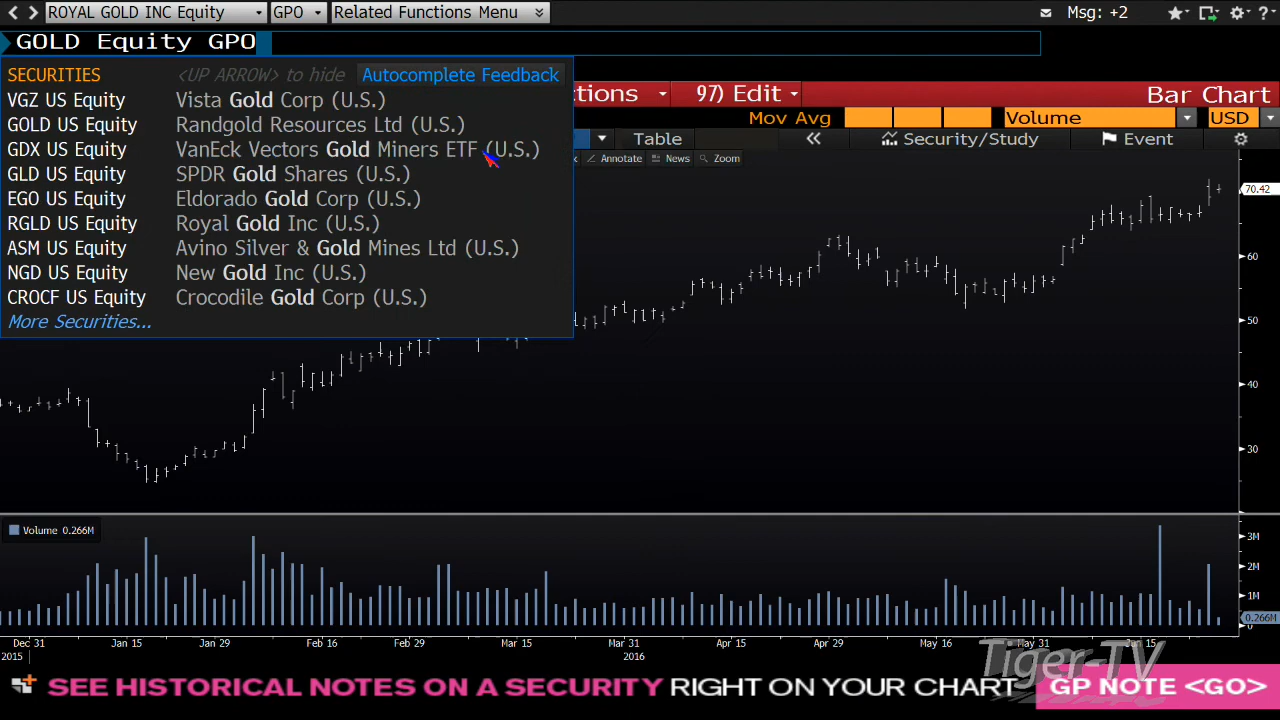 ROYAL GOLD INC Equity GPO Related Functions Menu Msg: +2
GOLD Equity GPO
SECURITIES <UP ARROW> to hide Autocomplete Feedback
VGZ US Equity Vista Gold Corp (U.S.)
GOLD US Equity Randgold Resources Ltd (U.S.)
GDX US Equity VanEck Vectors Gold Miners ETF (U.S.)
GLD US Equity SPDR Gold Shares (U.S.)
EGO US Equity Eldorado Gold Corp (U.S.)
RGLD US Equity Royal Gold Inc (U.S.)
ASM US Equity Avino Silver & Gold Mines Ltd (U.S.)
NGD US Equity New Gold Inc (U.S.)
CROCF US Equity Crocodile Gold Corp (U.S.)
More Securities...
ctions 97) Edit Bar Chart
Mov Avg Volume USD
Table Security/Study Event
Annotate News Zoom
70.42
60
50
40
30
Volume 0.266M
3M
2M
1M
0.266M
0
Dec 31 Jan 15 Jan 29 Feb 16 Feb 29 Mar 15 Mar 31 Apr 15 Apr 29 May 16 May 31 Jun 15
2015 2016
Tiger-TV
SEE HISTORICAL NOTES ON A SECURITY RIGHT ON YOUR CHART GP NOTE <GO>